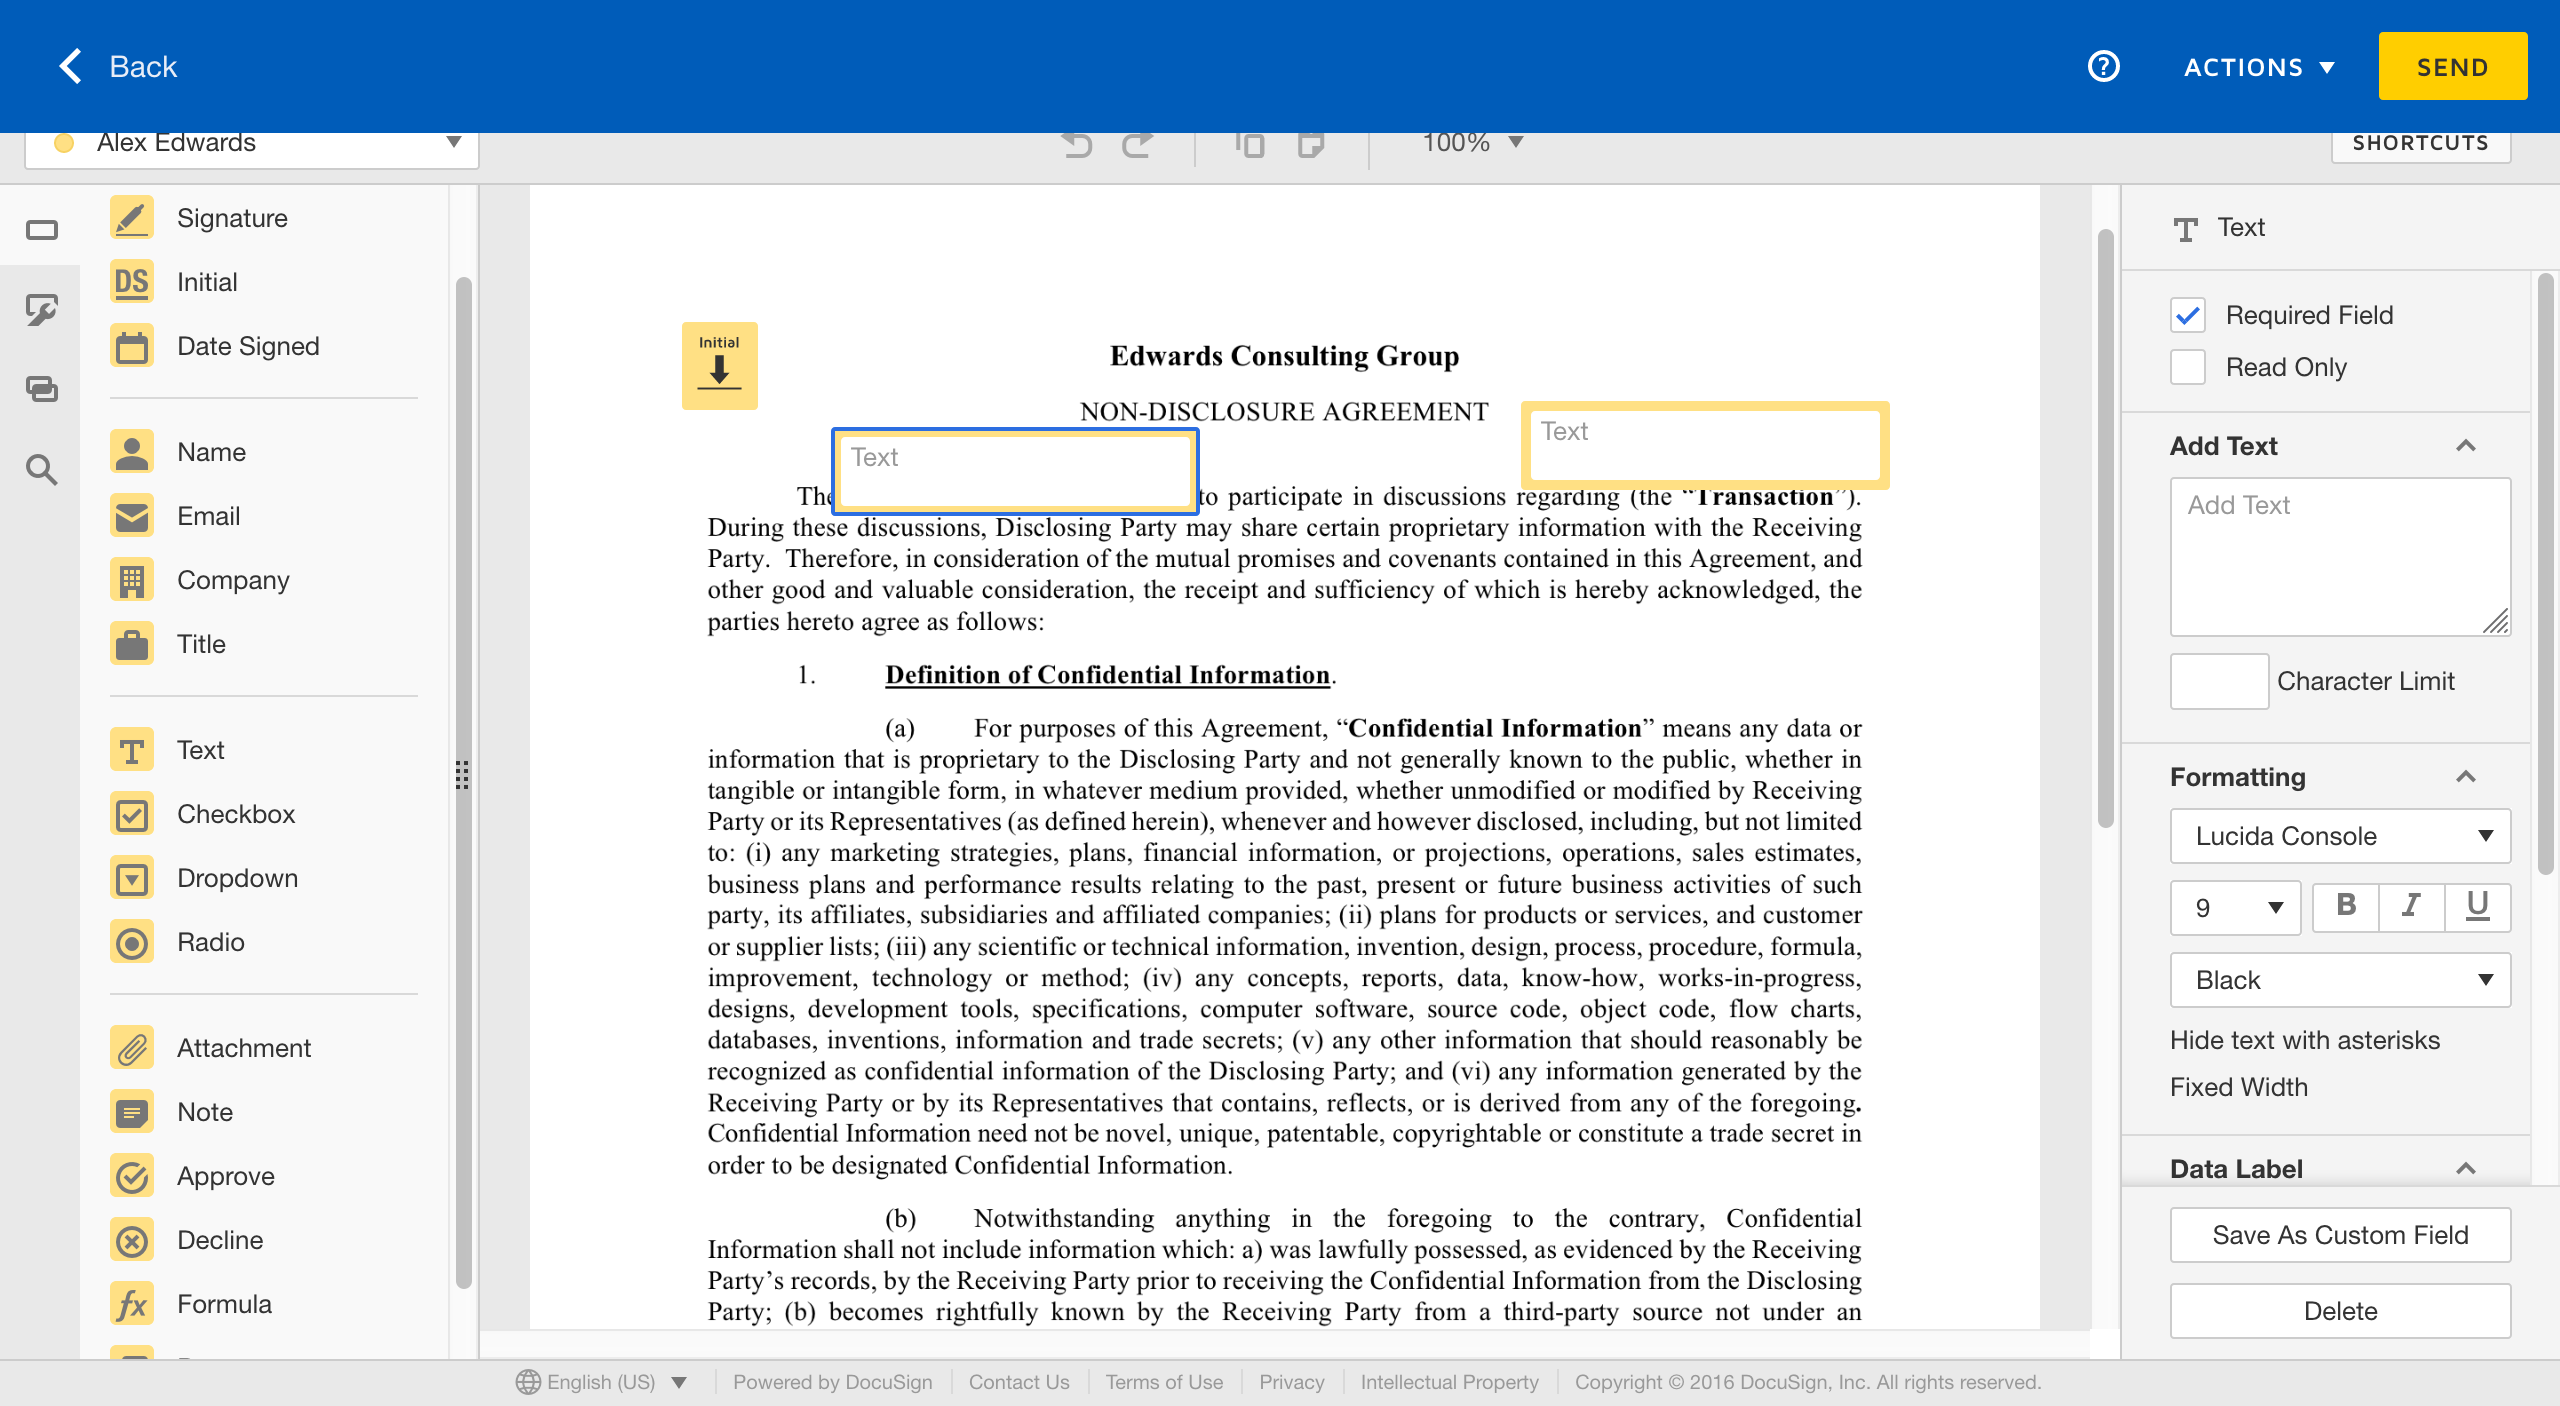 Back
ACTIONS
SEND
Alex Edwards
100%
SHORTCUTS
Signature
DS
Initial
Date Signed
Name
Email
Company
Title
Text
Checkbox
Dropdown
Radio
Attachment
Note
Approve
Decline
fx
Formula
Initial
Edwards Consulting Group
NON-DISCLOSURE AGREEMENT
Text
Text
The to participate in discussions regarding (the “Transaction”).
During these discussions, Disclosing Party may share certain proprietary information with the Receiving
Party. Therefore, in consideration of the mutual promises and covenants contained in this Agreement, and
other good and valuable consideration, the receipt and sufficiency of which is hereby acknowledged, the
parties hereto agree as follows:
1. Definition of Confidential Information.
(a) For purposes of this Agreement, “Confidential Information” means any data or
information that is proprietary to the Disclosing Party and not generally known to the public, whether in
tangible or intangible form, in whatever medium provided, whether unmodified or modified by Receiving
Party or its Representatives (as defined herein), whenever and however disclosed, including, but not limited
to: (i) any marketing strategies, plans, financial information, or projections, operations, sales estimates,
business plans and performance results relating to the past, present or future business activities of such
party, its affiliates, subsidiaries and affiliated companies; (ii) plans for products or services, and customer
or supplier lists; (iii) any scientific or technical information, invention, design, process, procedure, formula,
improvement, technology or method; (iv) any concepts, reports, data, know-how, works-in-progress,
designs, development tools, specifications, computer software, source code, object code, flow charts,
databases, inventions, information and trade secrets; (v) any other information that should reasonably be
recognized as confidential information of the Disclosing Party; and (vi) any information generated by the
Receiving Party or by its Representatives that contains, reflects, or is derived from any of the foregoing.
Confidential Information need not be novel, unique, patentable, copyrightable or constitute a trade secret in
order to be designated Confidential Information.
(b) Notwithstanding anything in the foregoing to the contrary, Confidential
Information shall not include information which: a) was lawfully possessed, as evidenced by the Receiving
Party’s records, by the Receiving Party prior to receiving the Confidential Information from the Disclosing
Party; (b) becomes rightfully known by the Receiving Party from a third-party source not under an
Text
Required Field
Read Only
Add Text
Add Text
Character Limit
Formatting
Lucida Console
9
B I U
Black
Hide text with asterisks
Fixed Width
Data Label
Save As Custom Field
Delete
English (US)
Powered by DocuSign
Contact Us
Terms of Use
Privacy
Intellectual Property
Copyright © 2016 DocuSign, Inc. All rights reserved.